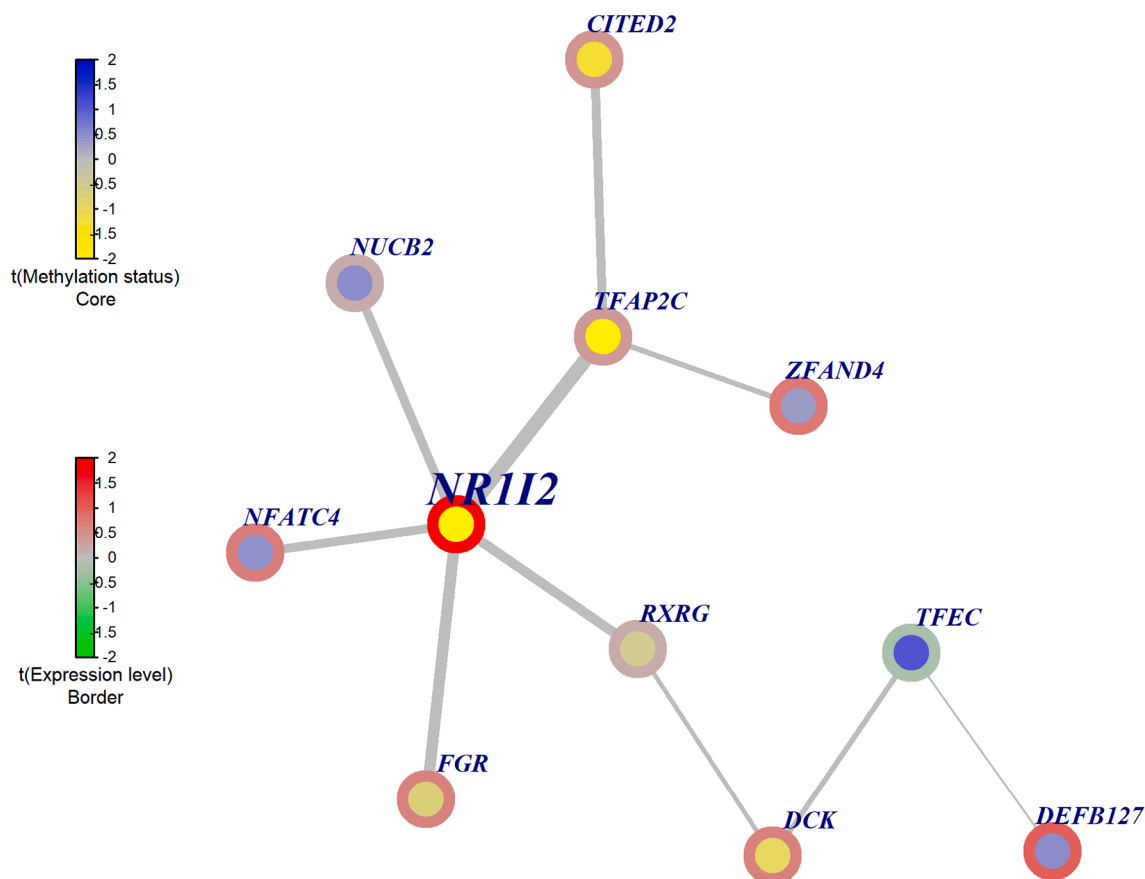 CITED2
2
1.5
1
0.5
0
-0.5
-1
-1.5
-2
t(Methylation status)
Core
NUCB2
TFAP2C
ZFAND4
2
1.5
1
0.5
0
-0.5
-1
-1.5
-2
t(Expression level)
Border
NR1I2
NFATC4
RXRG
TFEC
FGR
DCK
DEFB127